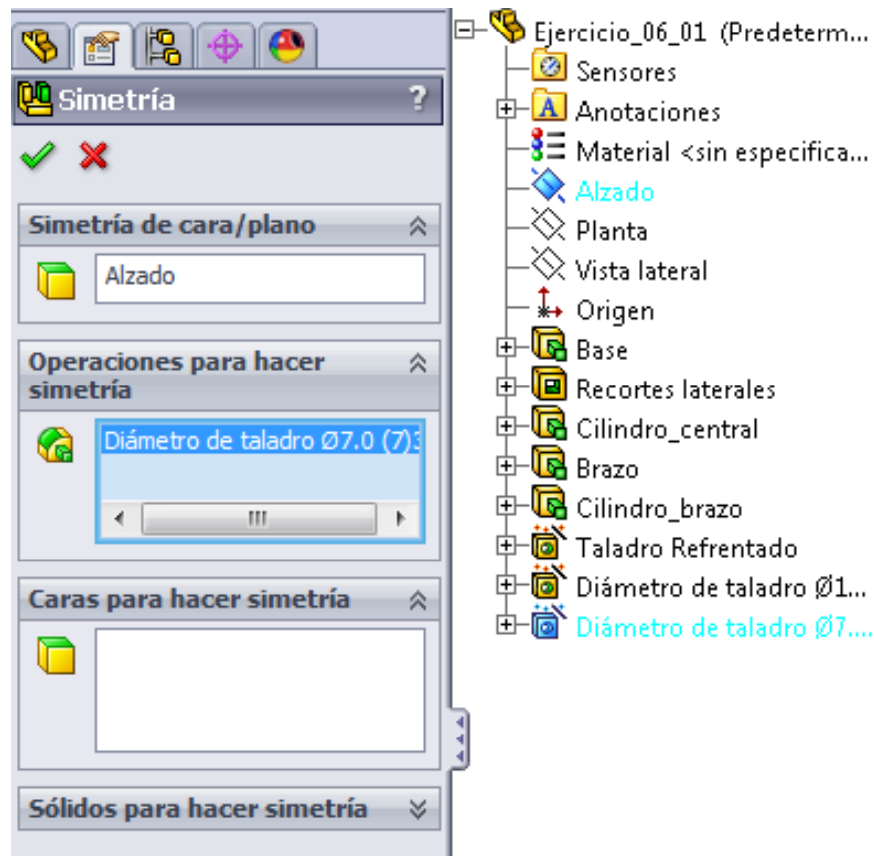 Simetría ?
Simetría de cara/plano
Alzado
Operaciones para hacer
simetría
Diámetro de taladro Ø7.0 (7)
Caras para hacer simetría
Sólidos para hacer simetría
Ejercicio_06_01 (Predeterm...
Sensores
A Anotaciones
Material <sin especifica...
Alzado
Planta
Vista lateral
Origen
Base
Recortes laterales
Cilindro_central
Brazo
Cilindro_brazo
Taladro Refrentado
Diámetro de taladro Ø1...
Diámetro de taladro Ø7....